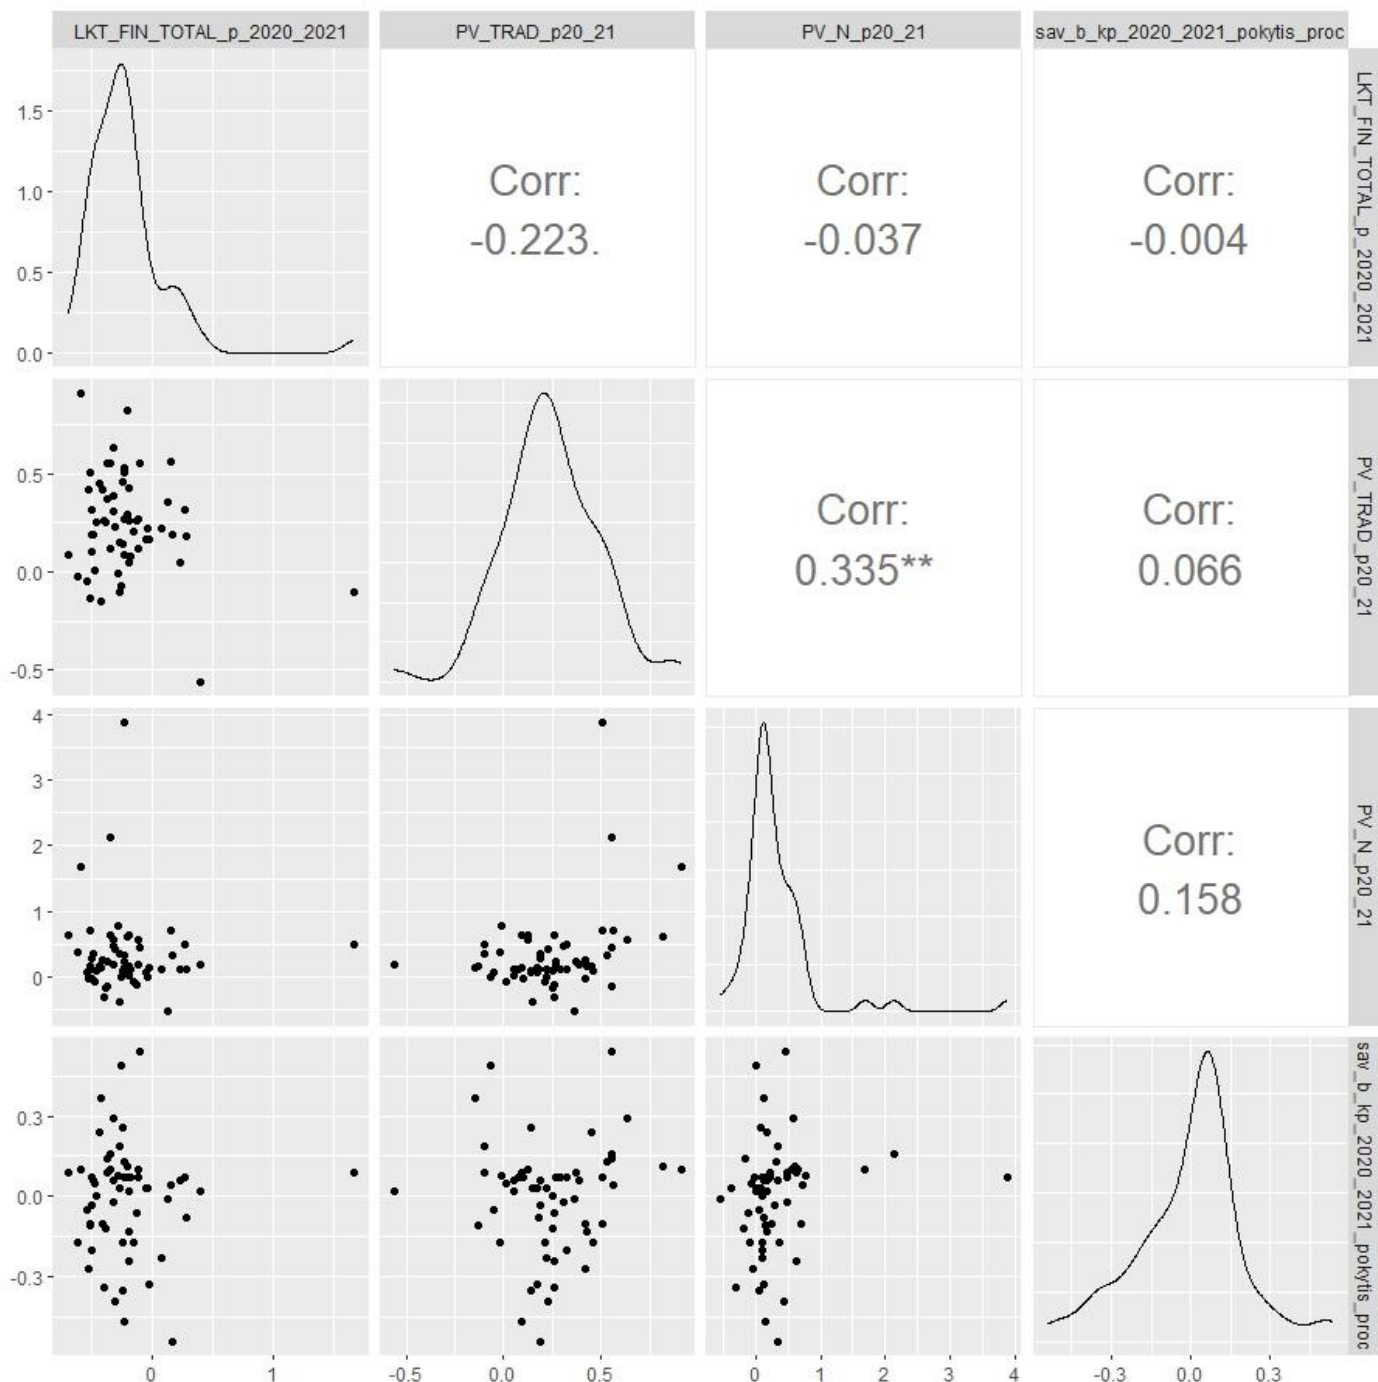 LKT_FIN_TOTAL_p_2020_2021
PV_TRAD_p20_21
PV_N_p20_21
sav_b_kp_2020_2021_pokytis_proc
1.5
1.0
0.5
0.0
Corr:
-0.223.
Corr:
-0.037
Corr:
-0.004
LKT_FIN_TOTAL_p_2020_2021
0.5
0.0
-0.5
Corr:
0.335**
Corr:
0.066
PV_TRAD_p20_21
4
3
2
1
0
Corr:
0.158
PV_N_p20_21
0.3
0.0
-0.3
sav_b_kp_2020_2021_pokytis_proc
0
1
-0.5
0.0
0.5
0
1
2
3
4
-0.3
0.0
0.3